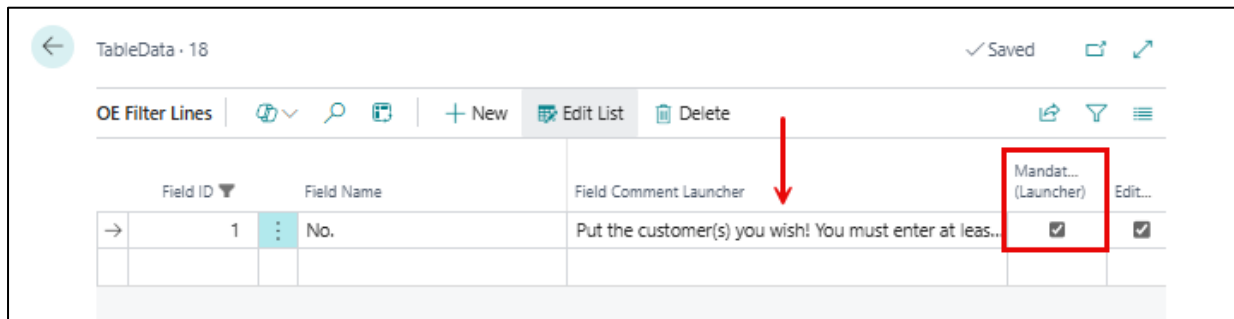 TableData · 18
Saved
OE Filter Lines
New
Edit List
Delete
Field ID
Field Name
Field Comment Launcher
Mandat...
(Launcher)
Edit...
1
No.
Put the customer(s) you wish! You must enter at leas...